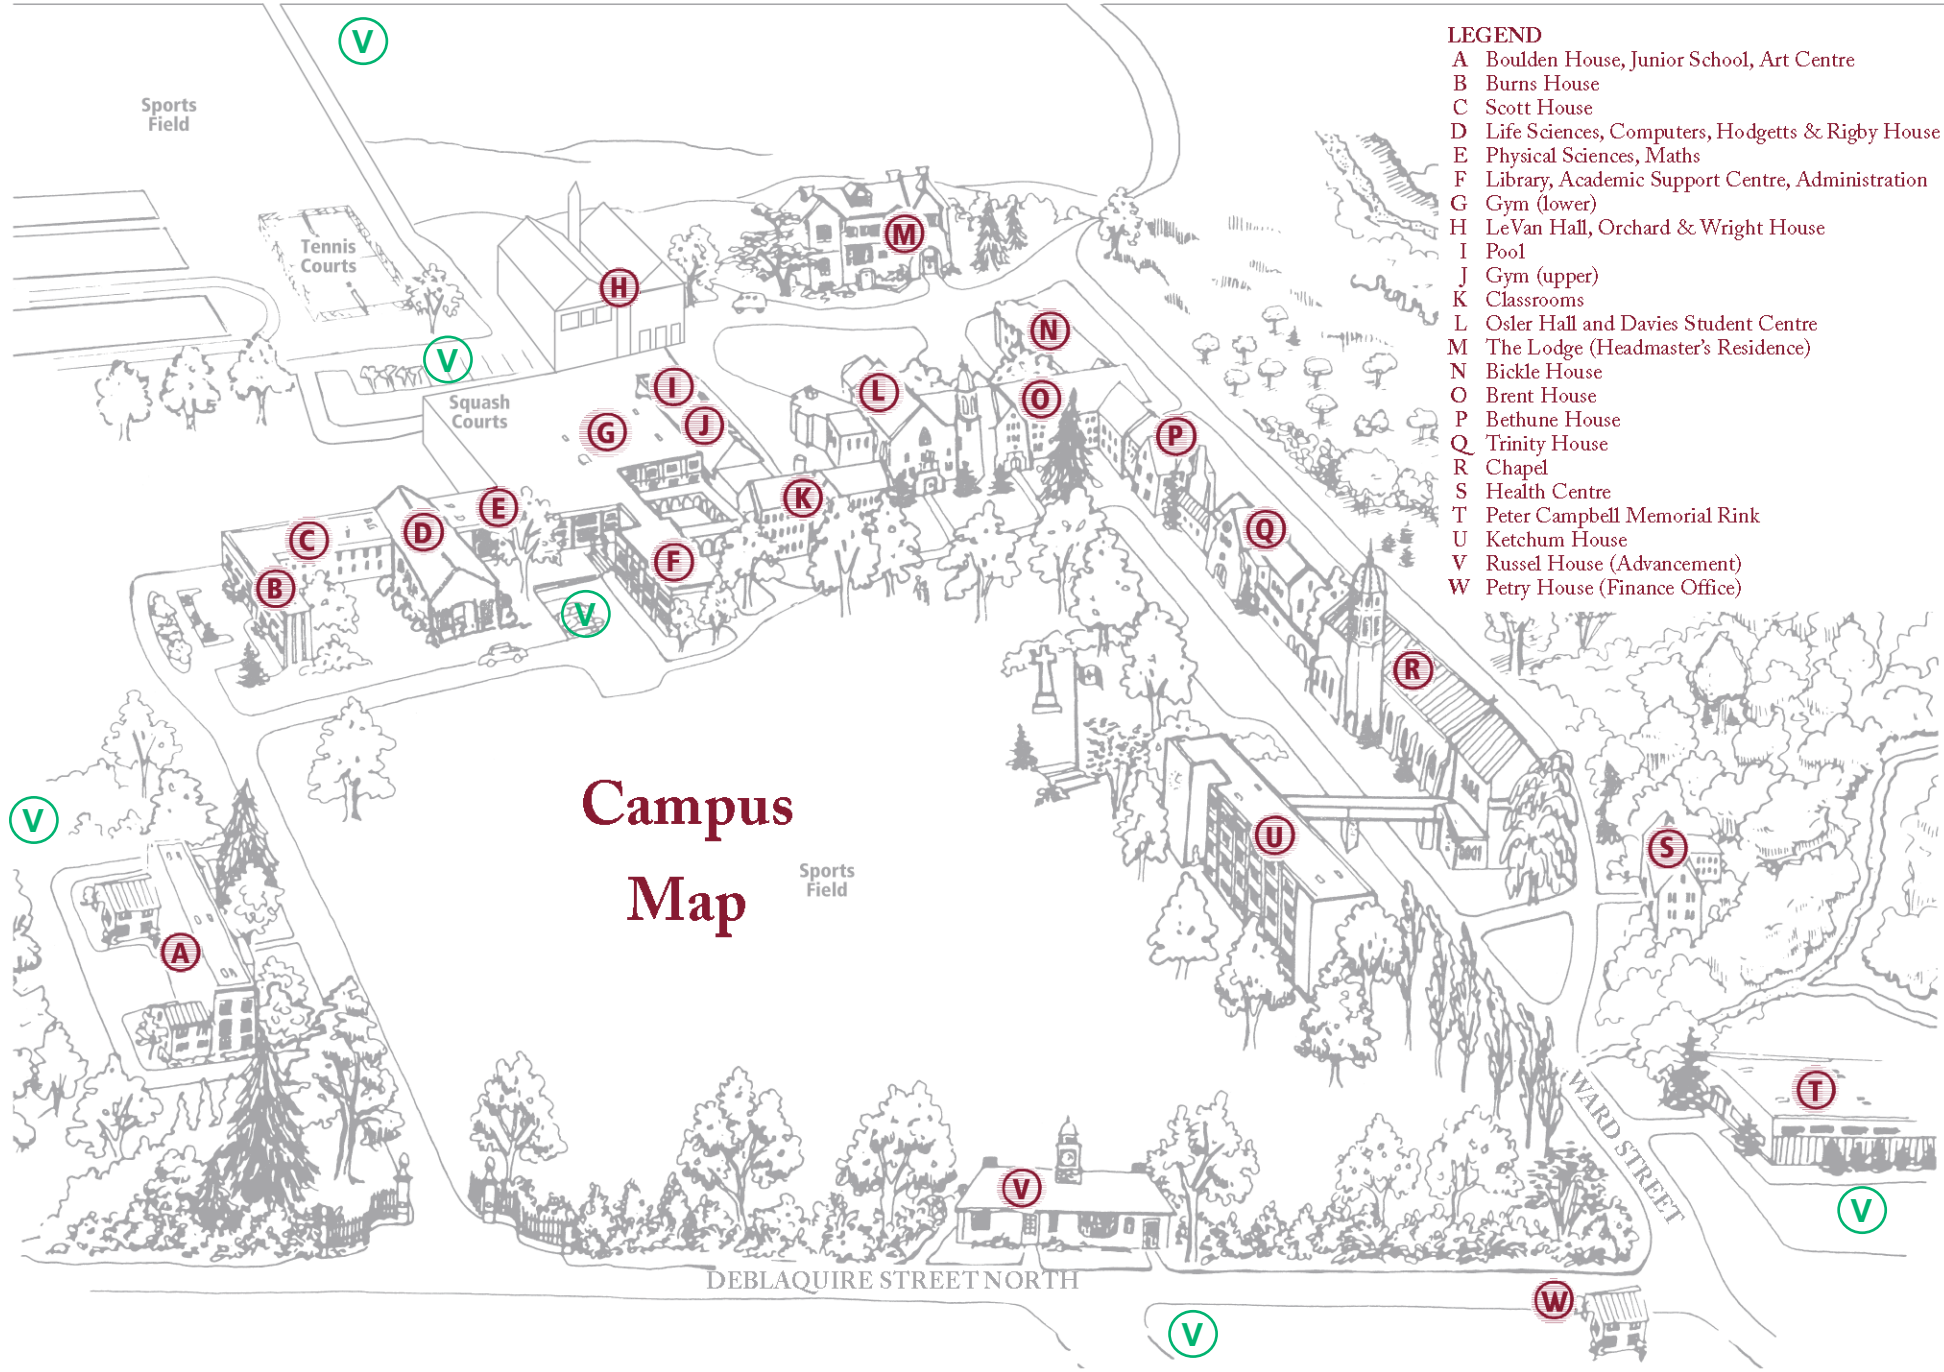 V
LEGEND
A Boulden House, Junior School, Art Centre
B Burns House
C Scott House
D Life Sciences, Computers, Hodgetts & Rigby House
E Physical Sciences, Maths
F Library, Academic Support Centre, Administration
G Gym (lower)
H LeVan Hall, Orchard & Wright House
I Pool
J Gym (upper)
K Classrooms
L Osler Hall and Davies Student Centre
M The Lodge (Headmaster's Residence)
N Bickle House
O Brent House
P Bethune House
Q Trinity House
R Chapel
S Health Centre
T Peter Campbell Memorial Rink
U Ketchum House
V Russel House (Advancement)
W Petry House (Finance Office)
Sports
Field
Tennis
Courts
M
H
N
V
I
L
O
Squash
Courts
G
J
P
K
E
C
D
Q
F
B
V
R
Campus
Map
Sports
Field
V
U
S
A
T
WARD STREET
V
V
DEBLAQUIRE STREET NORTH
W
V